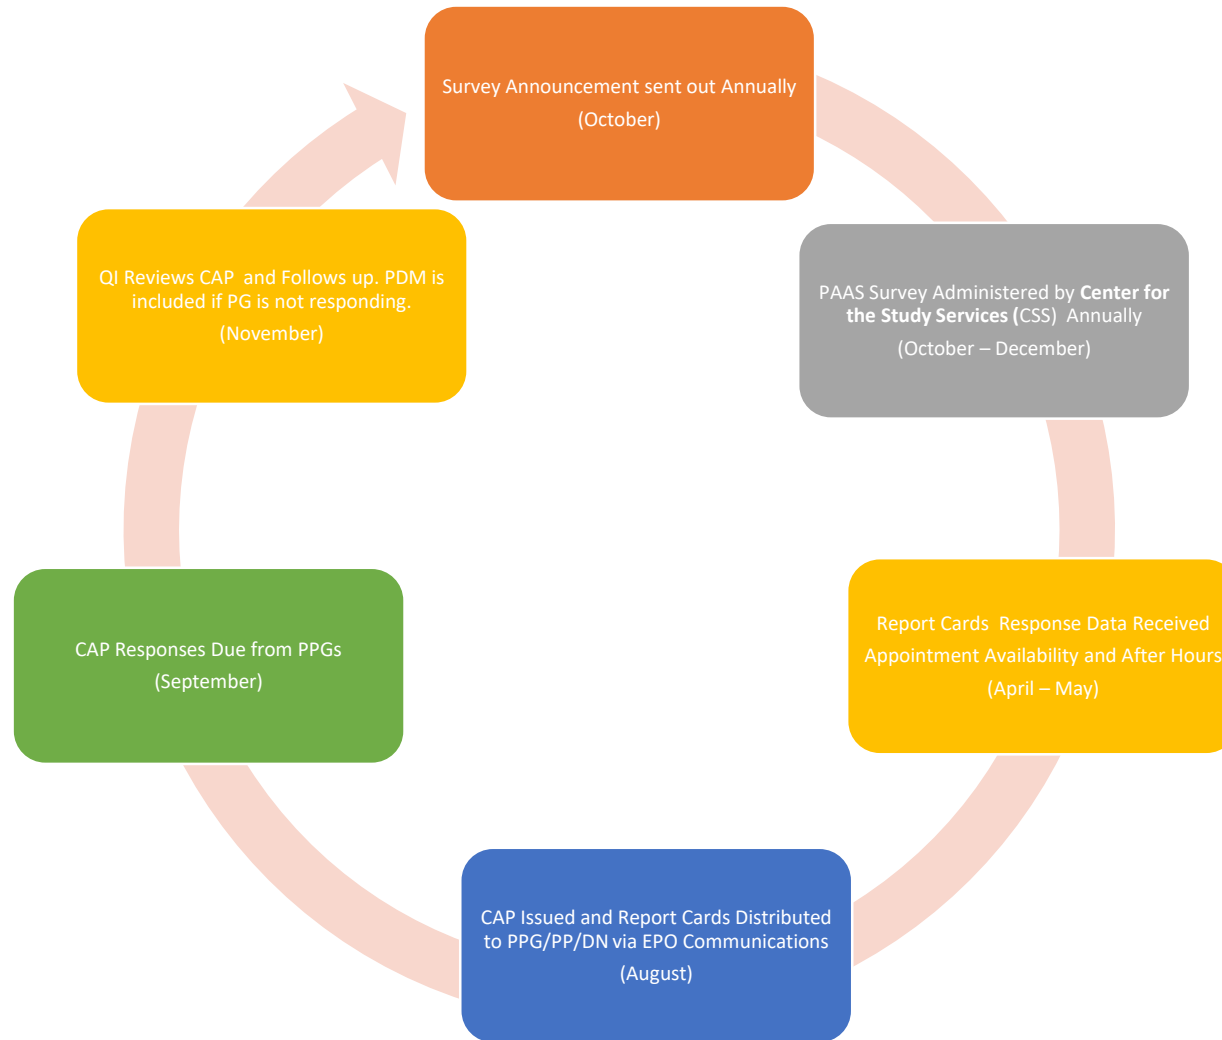 Survey Announcement sent out Annually
(October)
PAAS Survey Administered by Center for
the Study Services (CSS) Annually
(October – December)
Report Cards Response Data Received
Appointment Availability and After Hours
(April – May)
CAP Issued and Report Cards Distributed
to PPG/PP/DN via EPO Communications
(August)
CAP Responses Due from PPGs
(September)
QI Reviews CAP and Follows up. PDM is
included if PG is not responding.
(November)